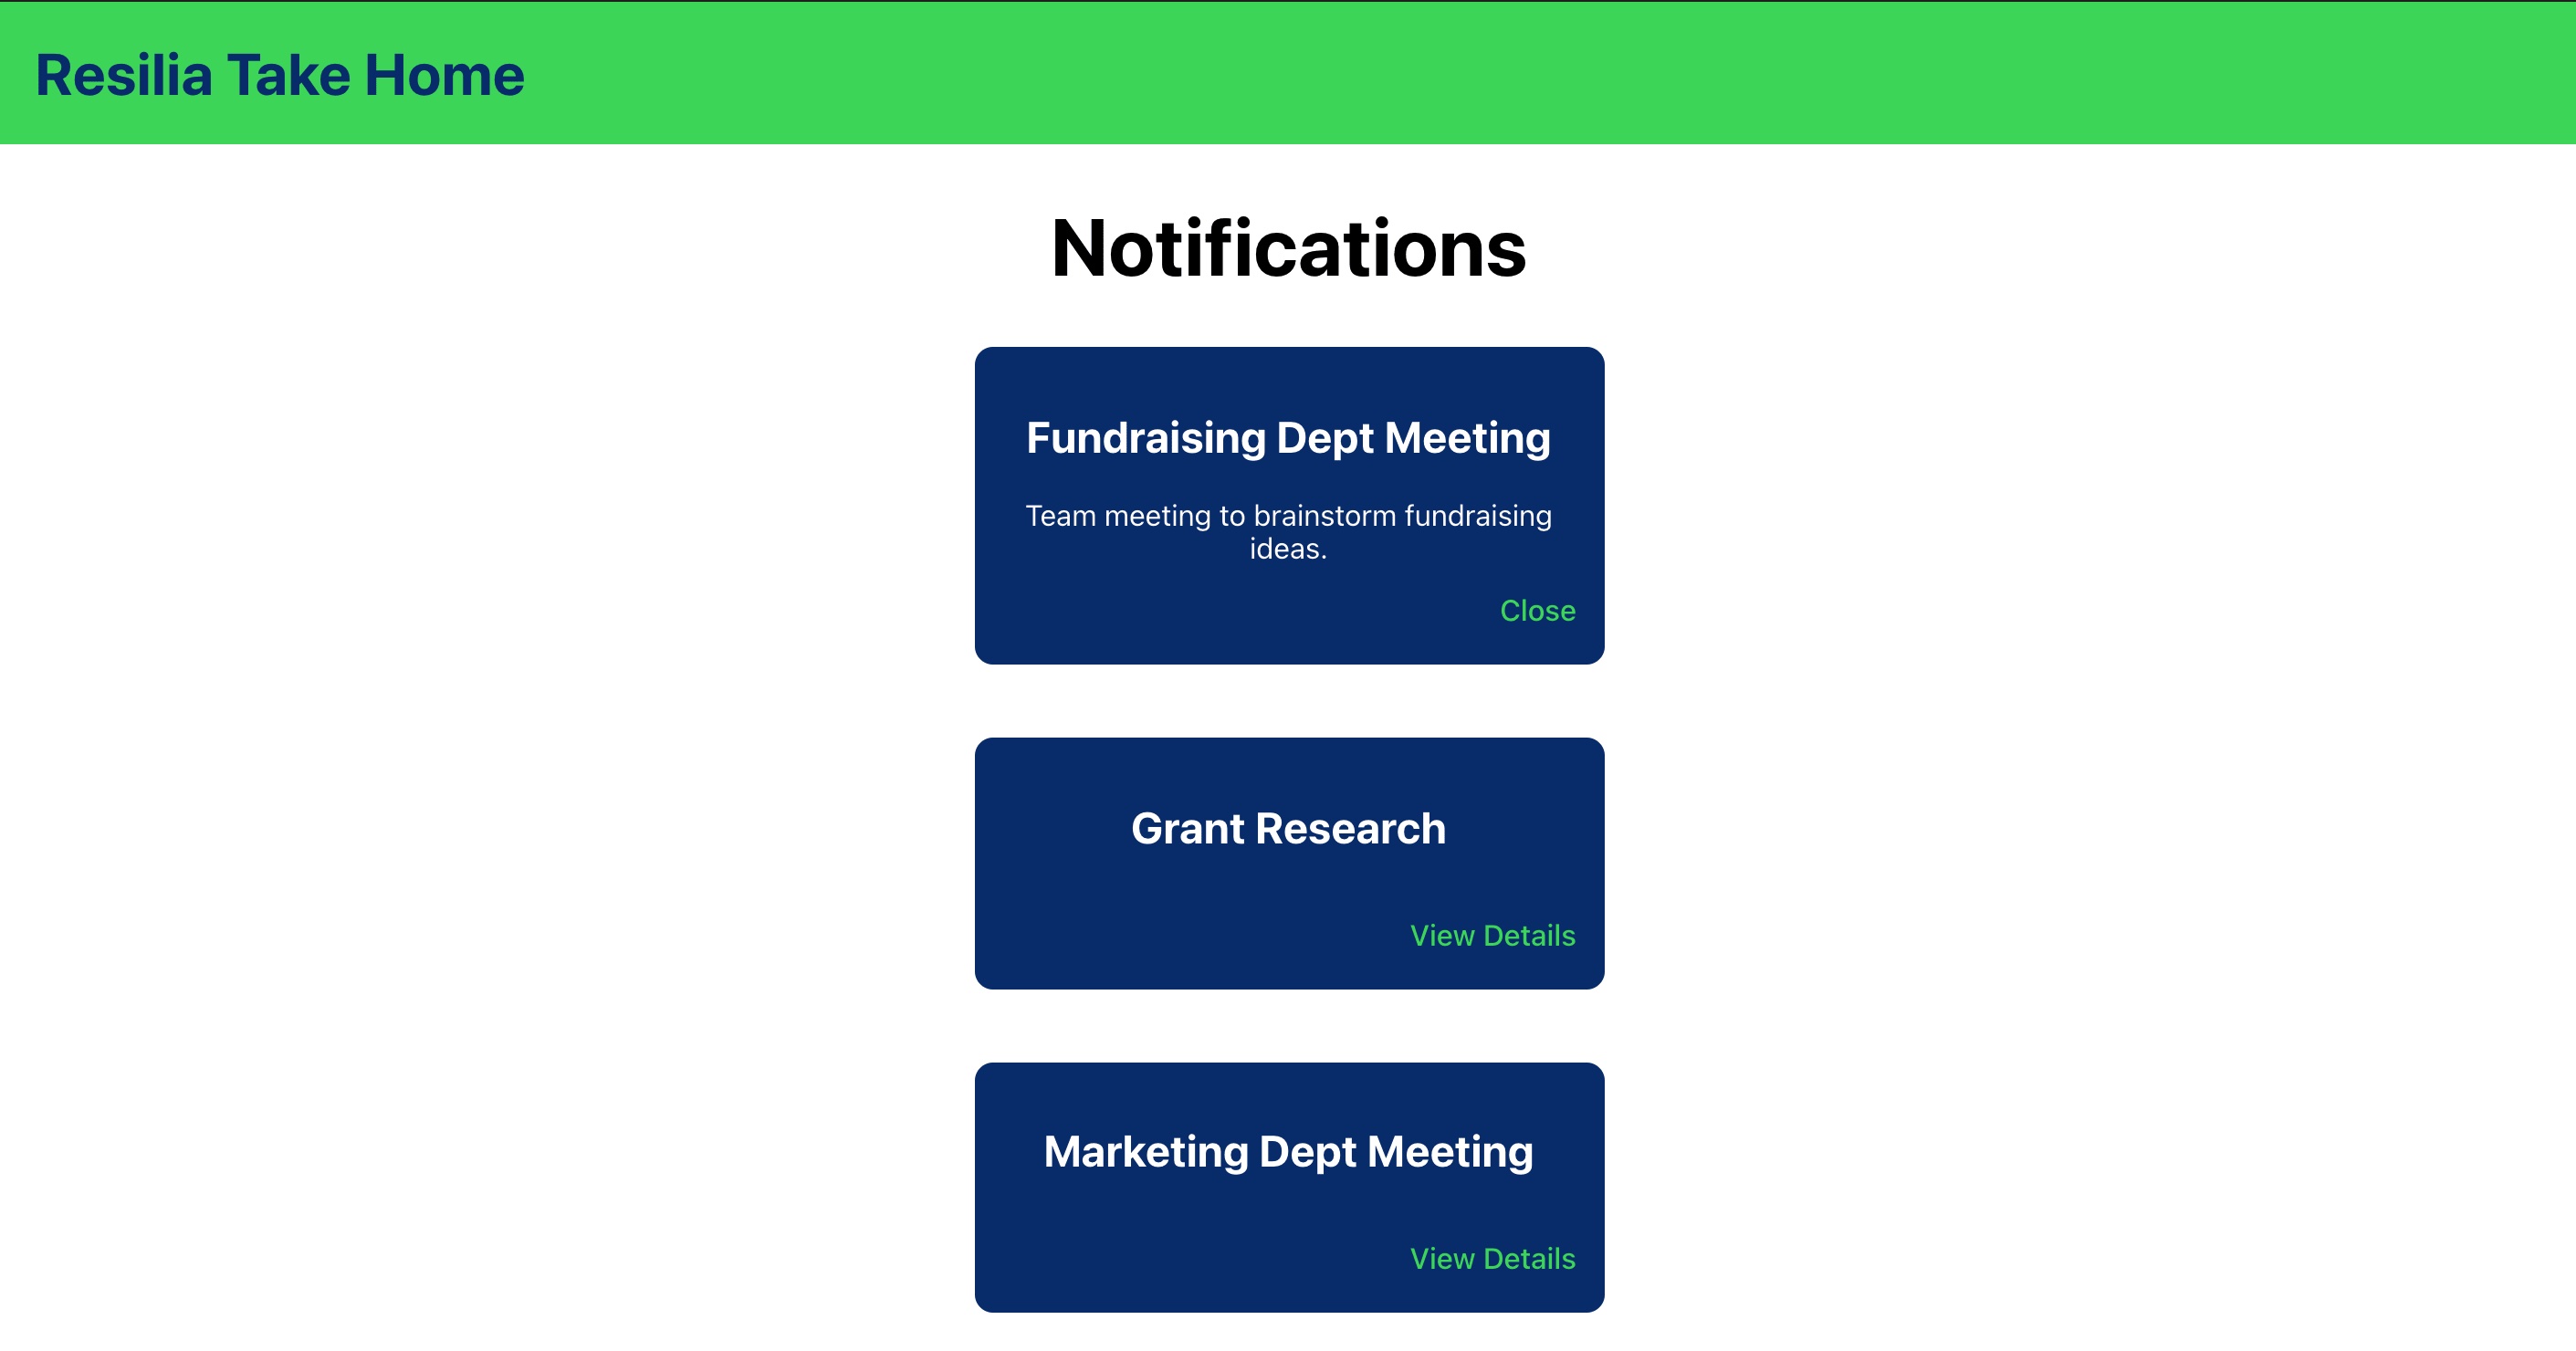 Resilia Take Home
Notifications
Fundraising Dept Meeting
Team meeting to brainstorm fundraising
ideas.
Close
Grant Research
View Details
Marketing Dept Meeting
View Details